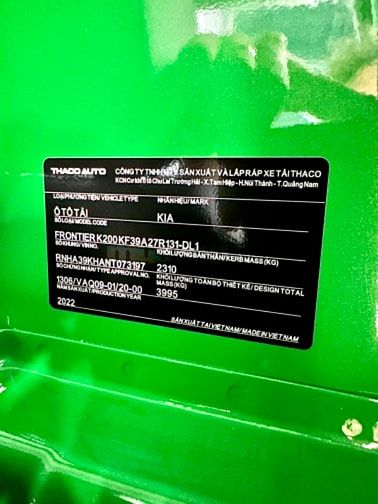 THACO AUTO CÔNG TY TNHH MTV SẢN XUẤT VÀ LẮP RÁP XE TẢI THACO
KCN Cơ khí ô tô Chu Lai Trường Hải - X.Tam Hiệp - H.Núi Thành - T.Quảng Nam
LOẠI PHƯƠNG TIỆN/ VEHICLE TYPE NHÃN HIỆU/ MARK
Ô TÔ TẢI KIA
SỐ LOẠI/ MODEL CODE
FRONTIER K200 KF39A27R131-DL1
SỐ KHUNG/ VIN NO. KHỐI LƯỢNG BẢN THÂN/ KERB MASS (KG)
RNHA39KHANT073197 2310
SỐ CHỨNG NHẬN/ TYPE APPROVAL NO. KHỐI LƯỢNG TOÀN BỘ THIẾT KẾ/ DESIGN TOTAL MASS (KG)
1306/VAQ09-01/20-00 3995
NĂM SẢN XUẤT/ PRODUCTION YEAR
2022
SẢN XUẤT TẠI VIETNAM/ MADE IN VIETNAM